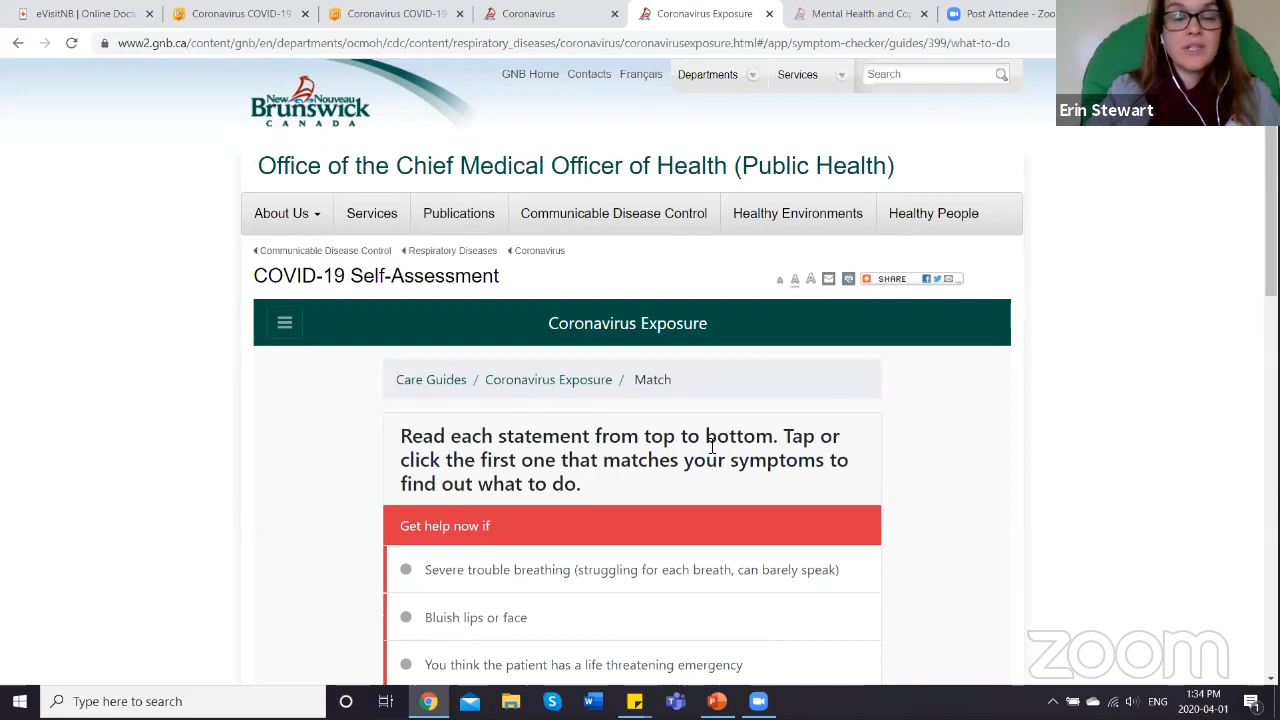 eVisitNB | Online Doct
COVID-19
COVID-19 Self-
Coronavirus Exposure
Mental Health and Cop
Post Attendee - Zoo
www2.gnb.ca/content/gnb/en/departments/ocmoh/cdc/content/respiratory_diseases/coronavirus/coronavirusexposure.html#/app/symptom-checker/guides/399/what-to-do
Erin Stewart
GNB Home Contacts Français Departments Services Search
New Nouveau
Brunswick
CANADA
Office of the Chief Medical Officer of Health (Public Health)
About Us Services Publications Communicable Disease Control Healthy Environments Healthy People
Communicable Disease Control Respiratory Diseases Coronavirus
COVID-19 Self-Assessment
A A A SHARE ...
Coronavirus Exposure
Care Guides / Coronavirus Exposure / Match
Read each statement from top to bottom. Tap or
click the first one that matches your symptoms to
find out what to do.
Get help now if
Severe trouble breathing (struggling for each breath, can barely speak)
Bluish lips or face
You think the patient has a life threatening emergency
zoom
Type here to search
ENG
1:34 PM
2020-04-01